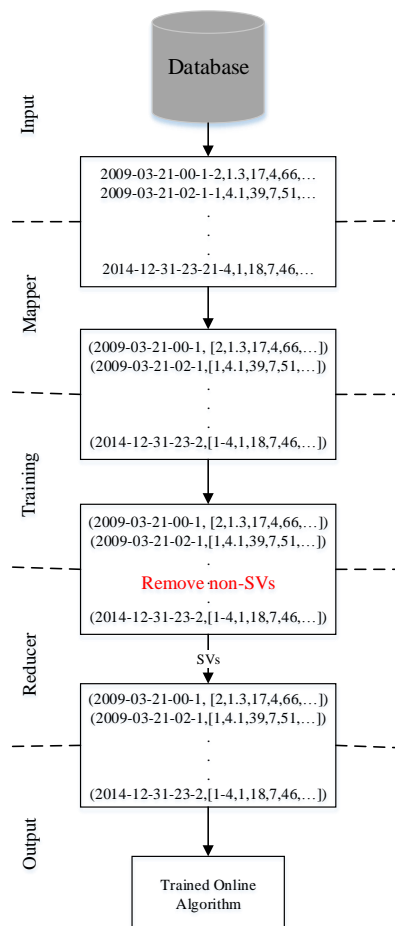 Database
Input
2009-03-21-00-1-2,1.3,17,4,66,…
2009-03-21-02-1-1,4.1,39,7,51,…
.
.
.
2014-12-31-23-21-4,1,18,7,46,…
Mapper
(2009-03-21-00-1, [2,1.3,17,4,66,…])
(2009-03-21-02-1,[1,4.1,39,7,51,…])
.
.
.
(2014-12-31-23-2,[1-4,1,18,7,46,…])
Training
(2009-03-21-00-1, [2,1.3,17,4,66,…])
(2009-03-21-02-1,[1,4.1,39,7,51,…])
.
Remove non-SVs
.
(2014-12-31-23-2,[1-4,1,18,7,46,…])
Reducer
SVs
(2009-03-21-00-1, [2,1.3,17,4,66,…])
(2009-03-21-02-1,[1,4.1,39,7,51,…])
.
.
.
(2014-12-31-23-2,[1-4,1,18,7,46,…])
Output
Trained Online
Algorithm